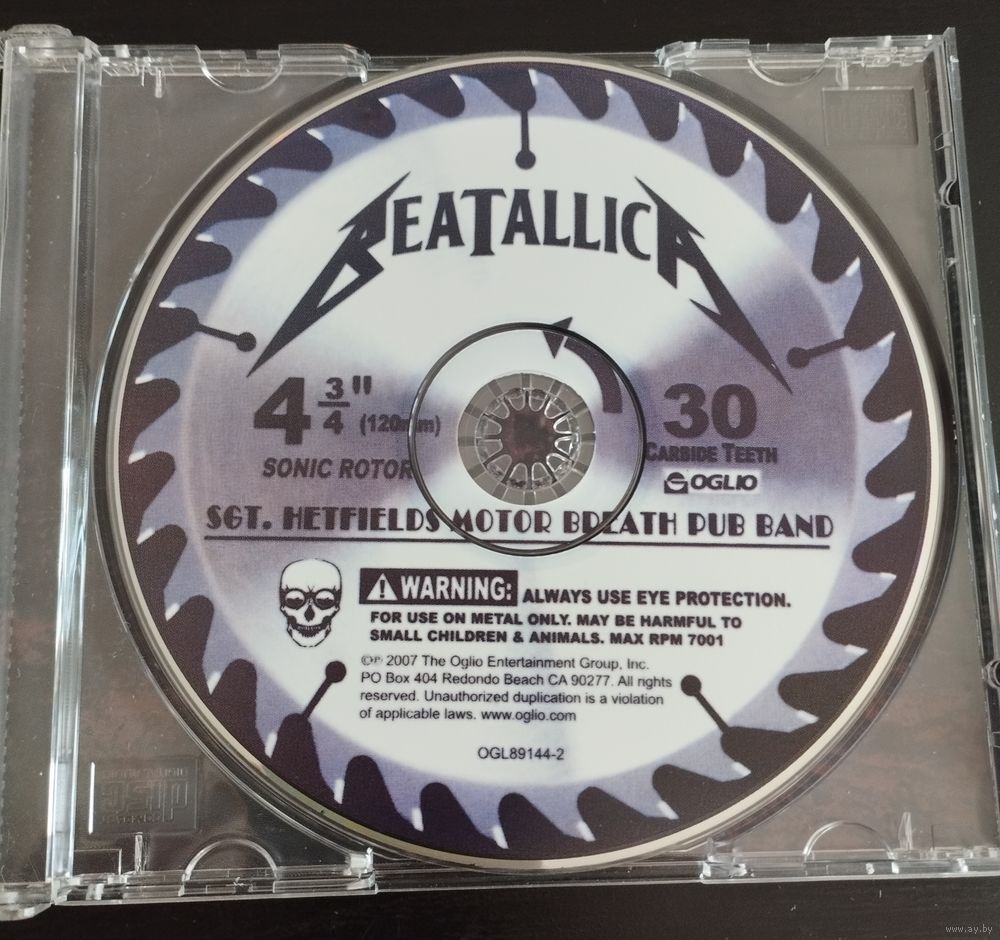 BEATALLICA
4 3/4" (120mm)
SONIC ROTOR
30
CARBIDE TEETH
OGLIO
SGT. HETFIELDS MOTOR BREATH PUB BAND
⚠ WARNING: ALWAYS USE EYE PROTECTION.
FOR USE ON METAL ONLY. MAY BE HARMFUL TO
SMALL CHILDREN & ANIMALS. MAX RPM 7001
©℗ 2007 The Oglio Entertainment Group, Inc.
PO Box 404 Redondo Beach CA 90277. All rights
reserved. Unauthorized duplication is a violation
of applicable laws. www.oglio.com
OGL89144-2
www.ay.by